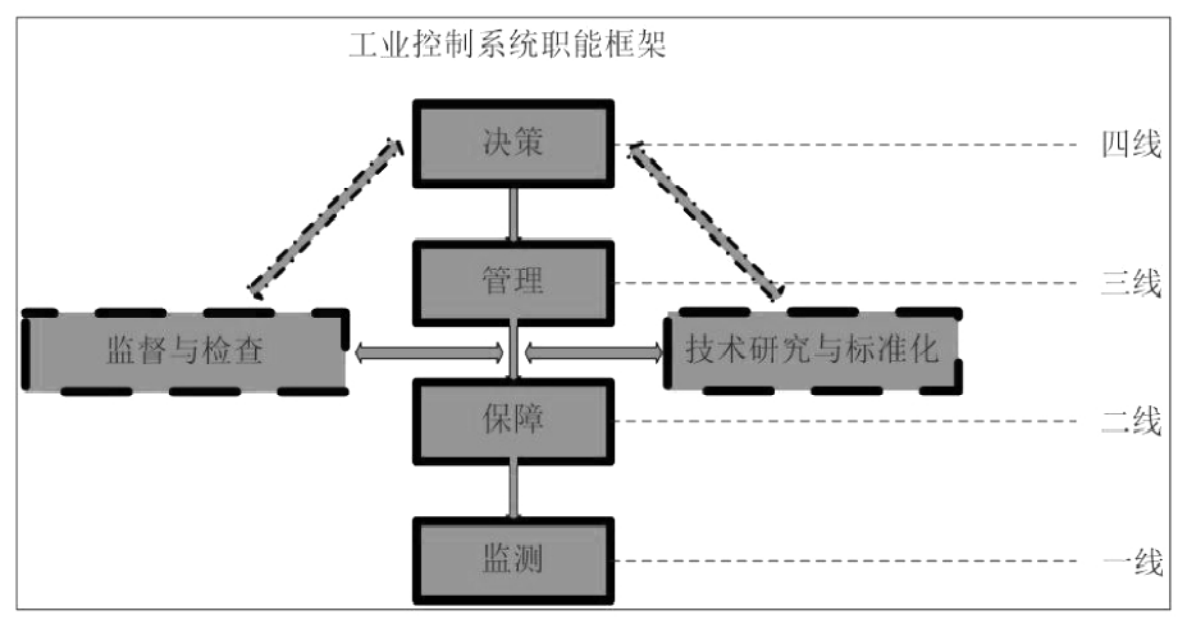 工业控制系统职能框架
决策
四线
管理
三线
监督与检查
技术研究与标准化
保障
二线
监测
一线